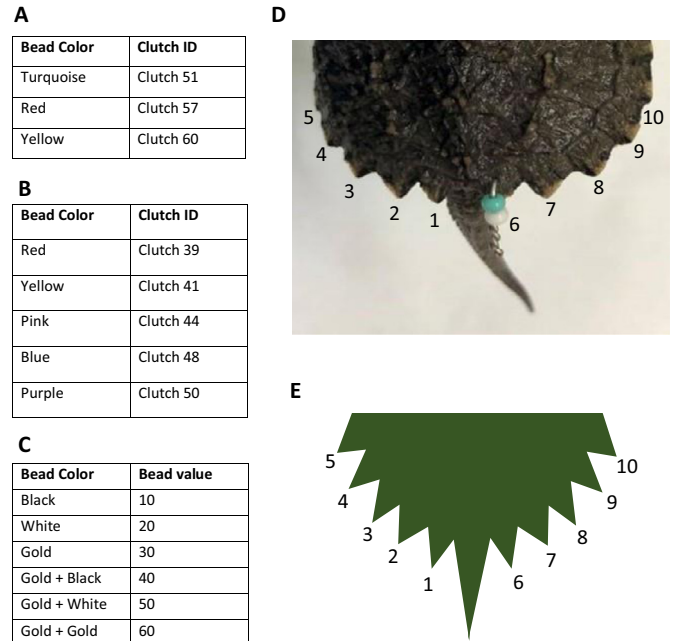 A
Bead Color Clutch ID
Turquoise Clutch 51
Red Clutch 57
Yellow Clutch 60
B
Bead Color Clutch ID
Red Clutch 39
Yellow Clutch 41
Pink Clutch 44
Blue Clutch 48
Purple Clutch 50
C
Bead Color Bead value
Black 10
White 20
Gold 30
Gold + Black 40
Gold + White 50
Gold + Gold 60
D
5
4
3
2
1
6
7
8
9
10
E
5
4
3
2
1
6
7
8
9
10